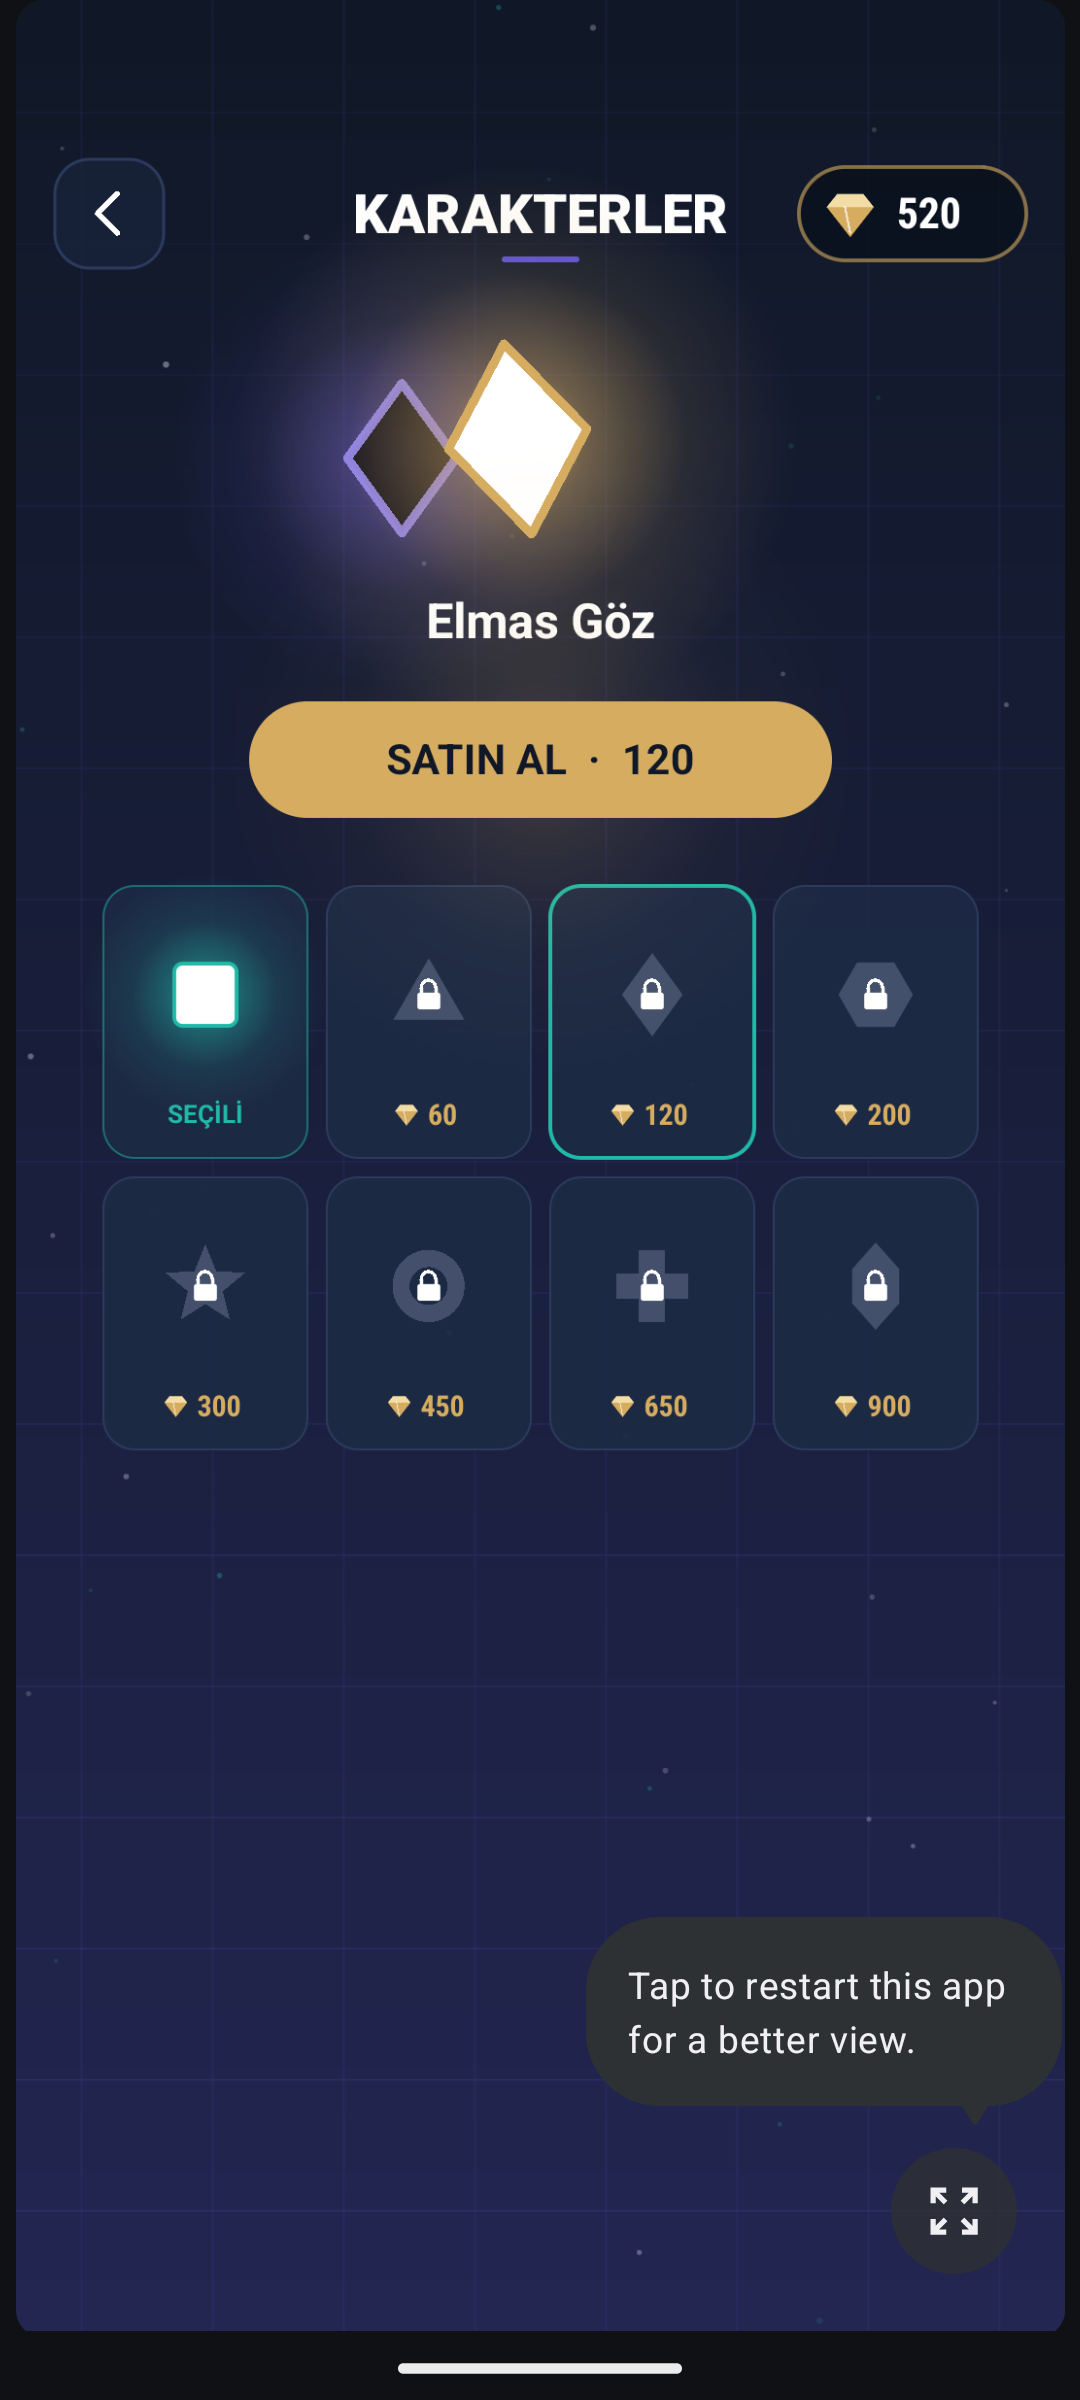 KARAKTERLER
520
Elmas Göz
SATIN AL · 120
SEÇİLİ
60
120
200
300
450
650
900
Tap to restart this app
for a better view.